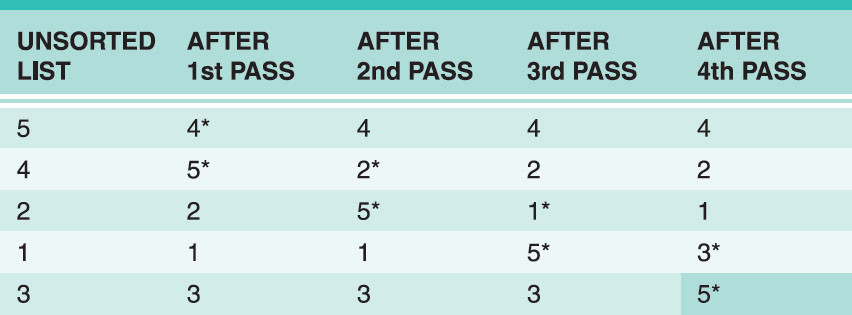 UNSORTED LIST AFTER 1st PASS AFTER 2nd PASS AFTER 3rd PASS AFTER 4th PASS
5 4* 4 4 4
4 5* 2* 2 2
2 2 5* 1* 1
1 1 1 5* 3*
3 3 3 3 5*